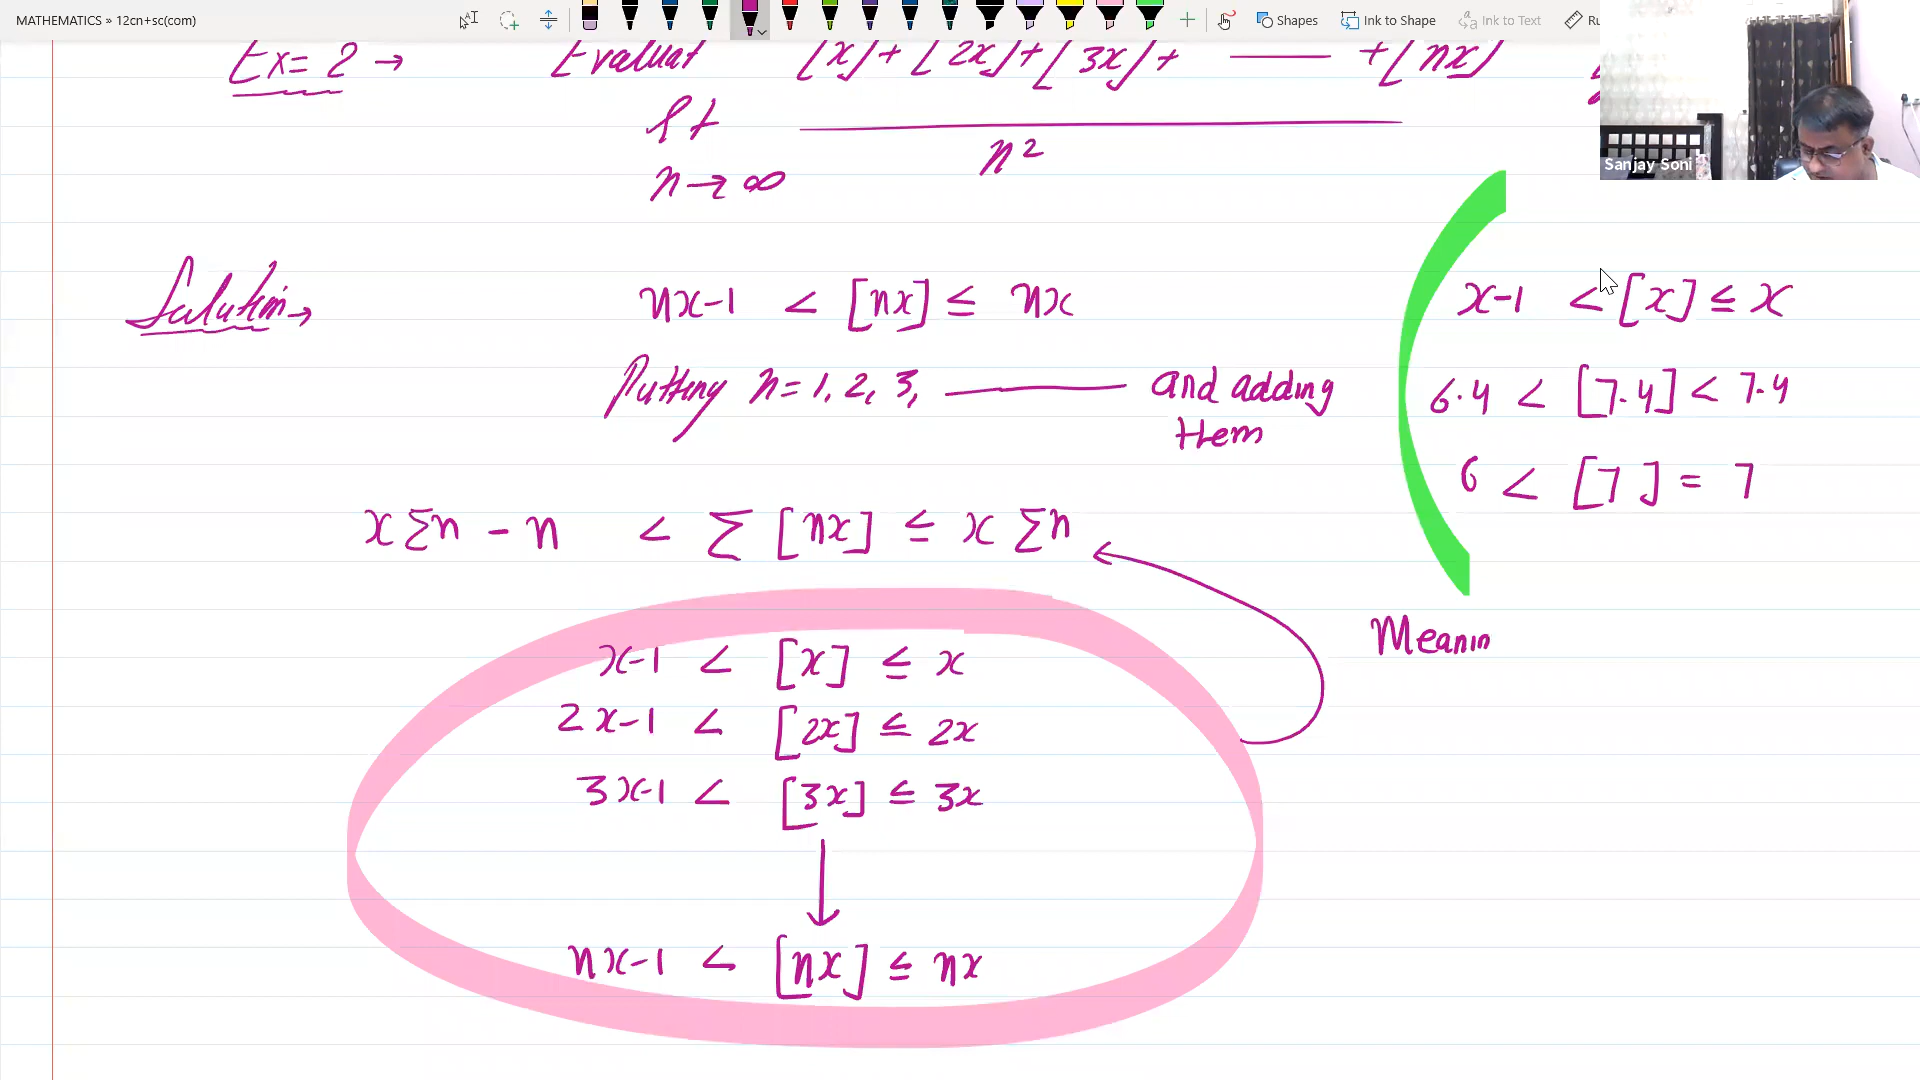 MATHEMATICS » 12cn+sc(com)
Shapes
Ink to Shape
Ink to Text
Ru
Sanjay Soni
Ex= 2 → Evaluat [x]+[2x]+[3x]+ —— +[nx]
lt
n→∞
n²
Solution→
nx-1 < [nx] ≤ nx
Putting n=1, 2, 3, —— and adding
them
x Σn - n < Σ [nx] ≤ x Σn
x-1 < [x] ≤ x
2x-1 < [2x] ≤ 2x
3x-1 < [3x] ≤ 3x
nx-1 < [nx] ≤ nx
x-1 < [x] ≤ x
6.4 < [7.4] < 7.4
6 < [7] = 7
Meanin